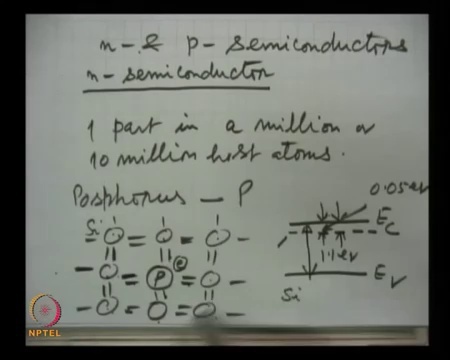 n- & p- semiconductors
n- semiconductor
1 part in a million or
10 million host atoms.
Posphorus — P
0.05 eV
Si
E_C
P e
1.1 eV
E_V
Si
NPTEL